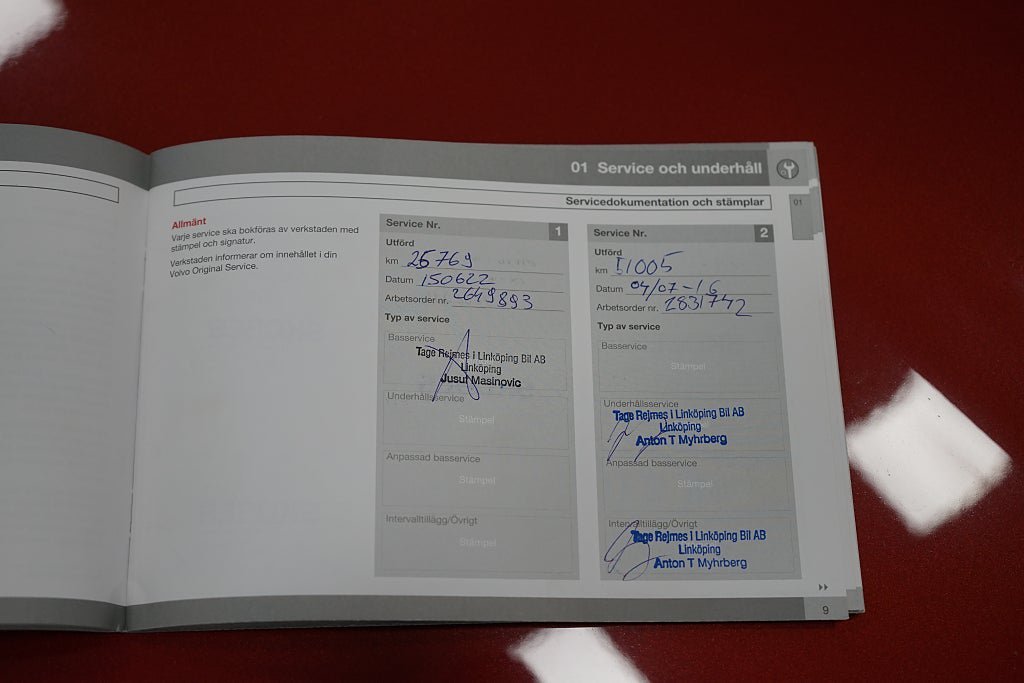 01 Service och underhåll
01
Servicedokumentation och stämplar
Allmänt
Varje service ska bokföras av verkstaden med
stämpel och signatur.
Verkstaden informerar om innehållet i din
Volvo Original Service.
Service Nr. 1
Utförd
km 25769
Datum 150622
Arbetsorder nr. 2649893
Typ av service
Basservice
Tage Rejmes i Linköping Bil AB
Linköping
Jusuf Masinovic
Underhållsservice
Stämpel
Anpassad basservice
Stämpel
Intervalltillägg/Övrigt
Stämpel
Service Nr. 2
Utförd
km 51005
Datum 04/07-16
Arbetsorder nr. 2831742
Typ av service
Basservice
Stämpel
Underhållsservice
Tage Rejmes i Linköping Bil AB
Linköping
Anton T Myhrberg
Anpassad basservice
Stämpel
Intervalltillägg/Övrigt
Tage Rejmes i Linköping Bil AB
Linköping
Anton T Myhrberg
9